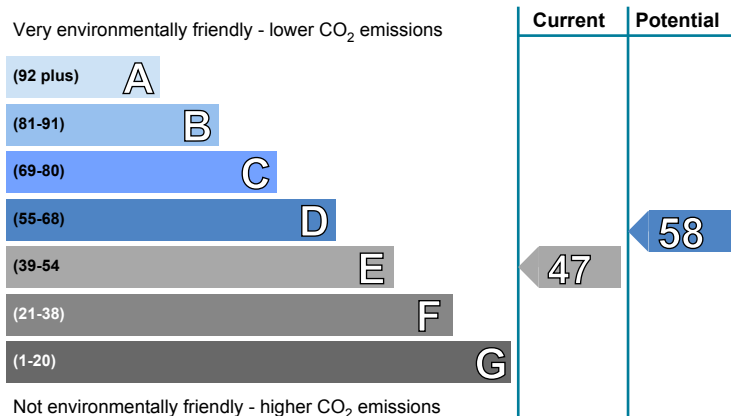 Very environmentally friendly - lower CO2 emissions
Current
Potential
(92 plus) A
(81-91) B
(69-80) C
(55-68) D
58
(39-54 E
47
(21-38) F
(1-20) G
Not environmentally friendly - higher CO2 emissions